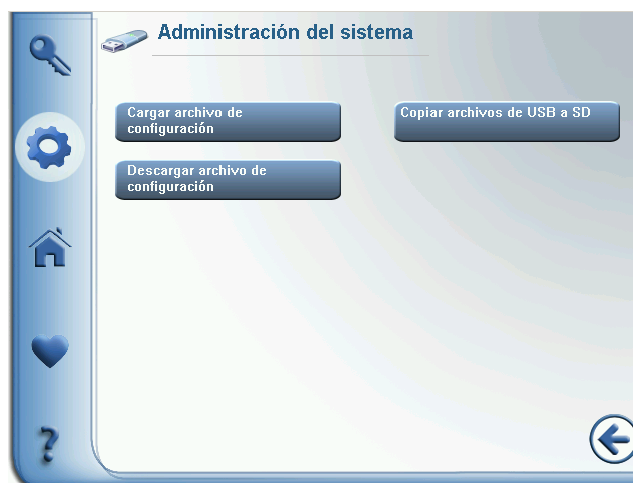 Administración del sistema
Cargar archivo de
configuración
Copiar archivos de USB a SD
Descargar archivo de
configuración
?